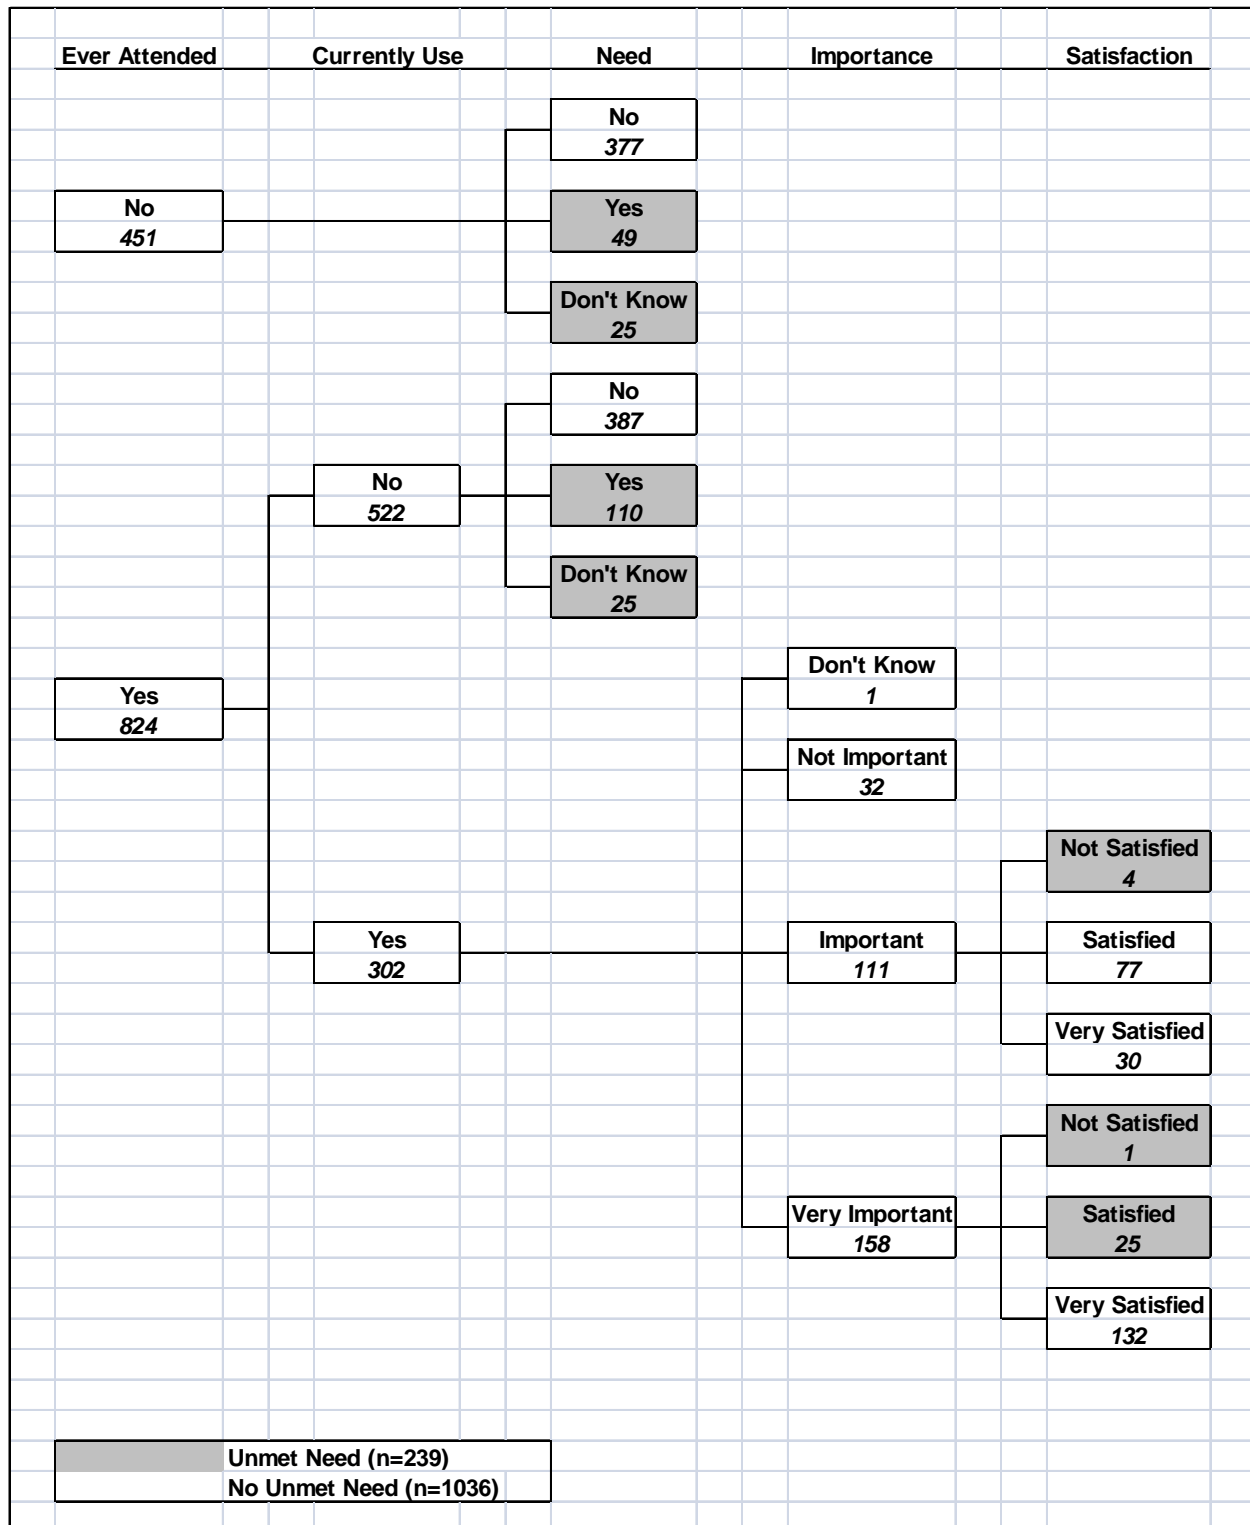 Ever Attended Currently Use Need Importance Satisfaction
No
377
No
451
Yes
49
Don't Know
25
No
387
No
522
Yes
110
Don't Know
25
Don't Know
1
Yes
824
Not Important
32
Not Satisfied
4
Yes
302
Important
111
Satisfied
77
Very Satisfied
30
Not Satisfied
1
Very Important
158
Satisfied
25
Very Satisfied
132
Unmet Need (n=239)
No Unmet Need (n=1036)